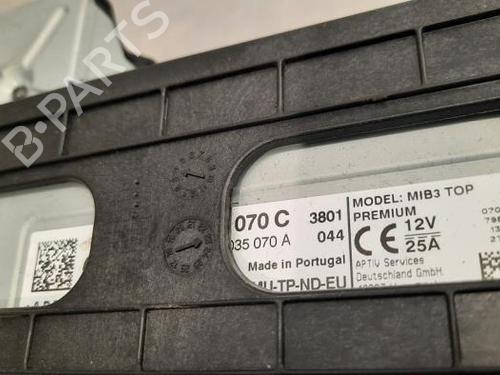 B-PARTS
070 C 3801
035 070 A 044
Made in Portugal
MU-TP-ND-EU
MODEL: MIB3 TOP
PREMIUM
CE 12V
25A
APTIV Services
Deutschland GmbH.
070